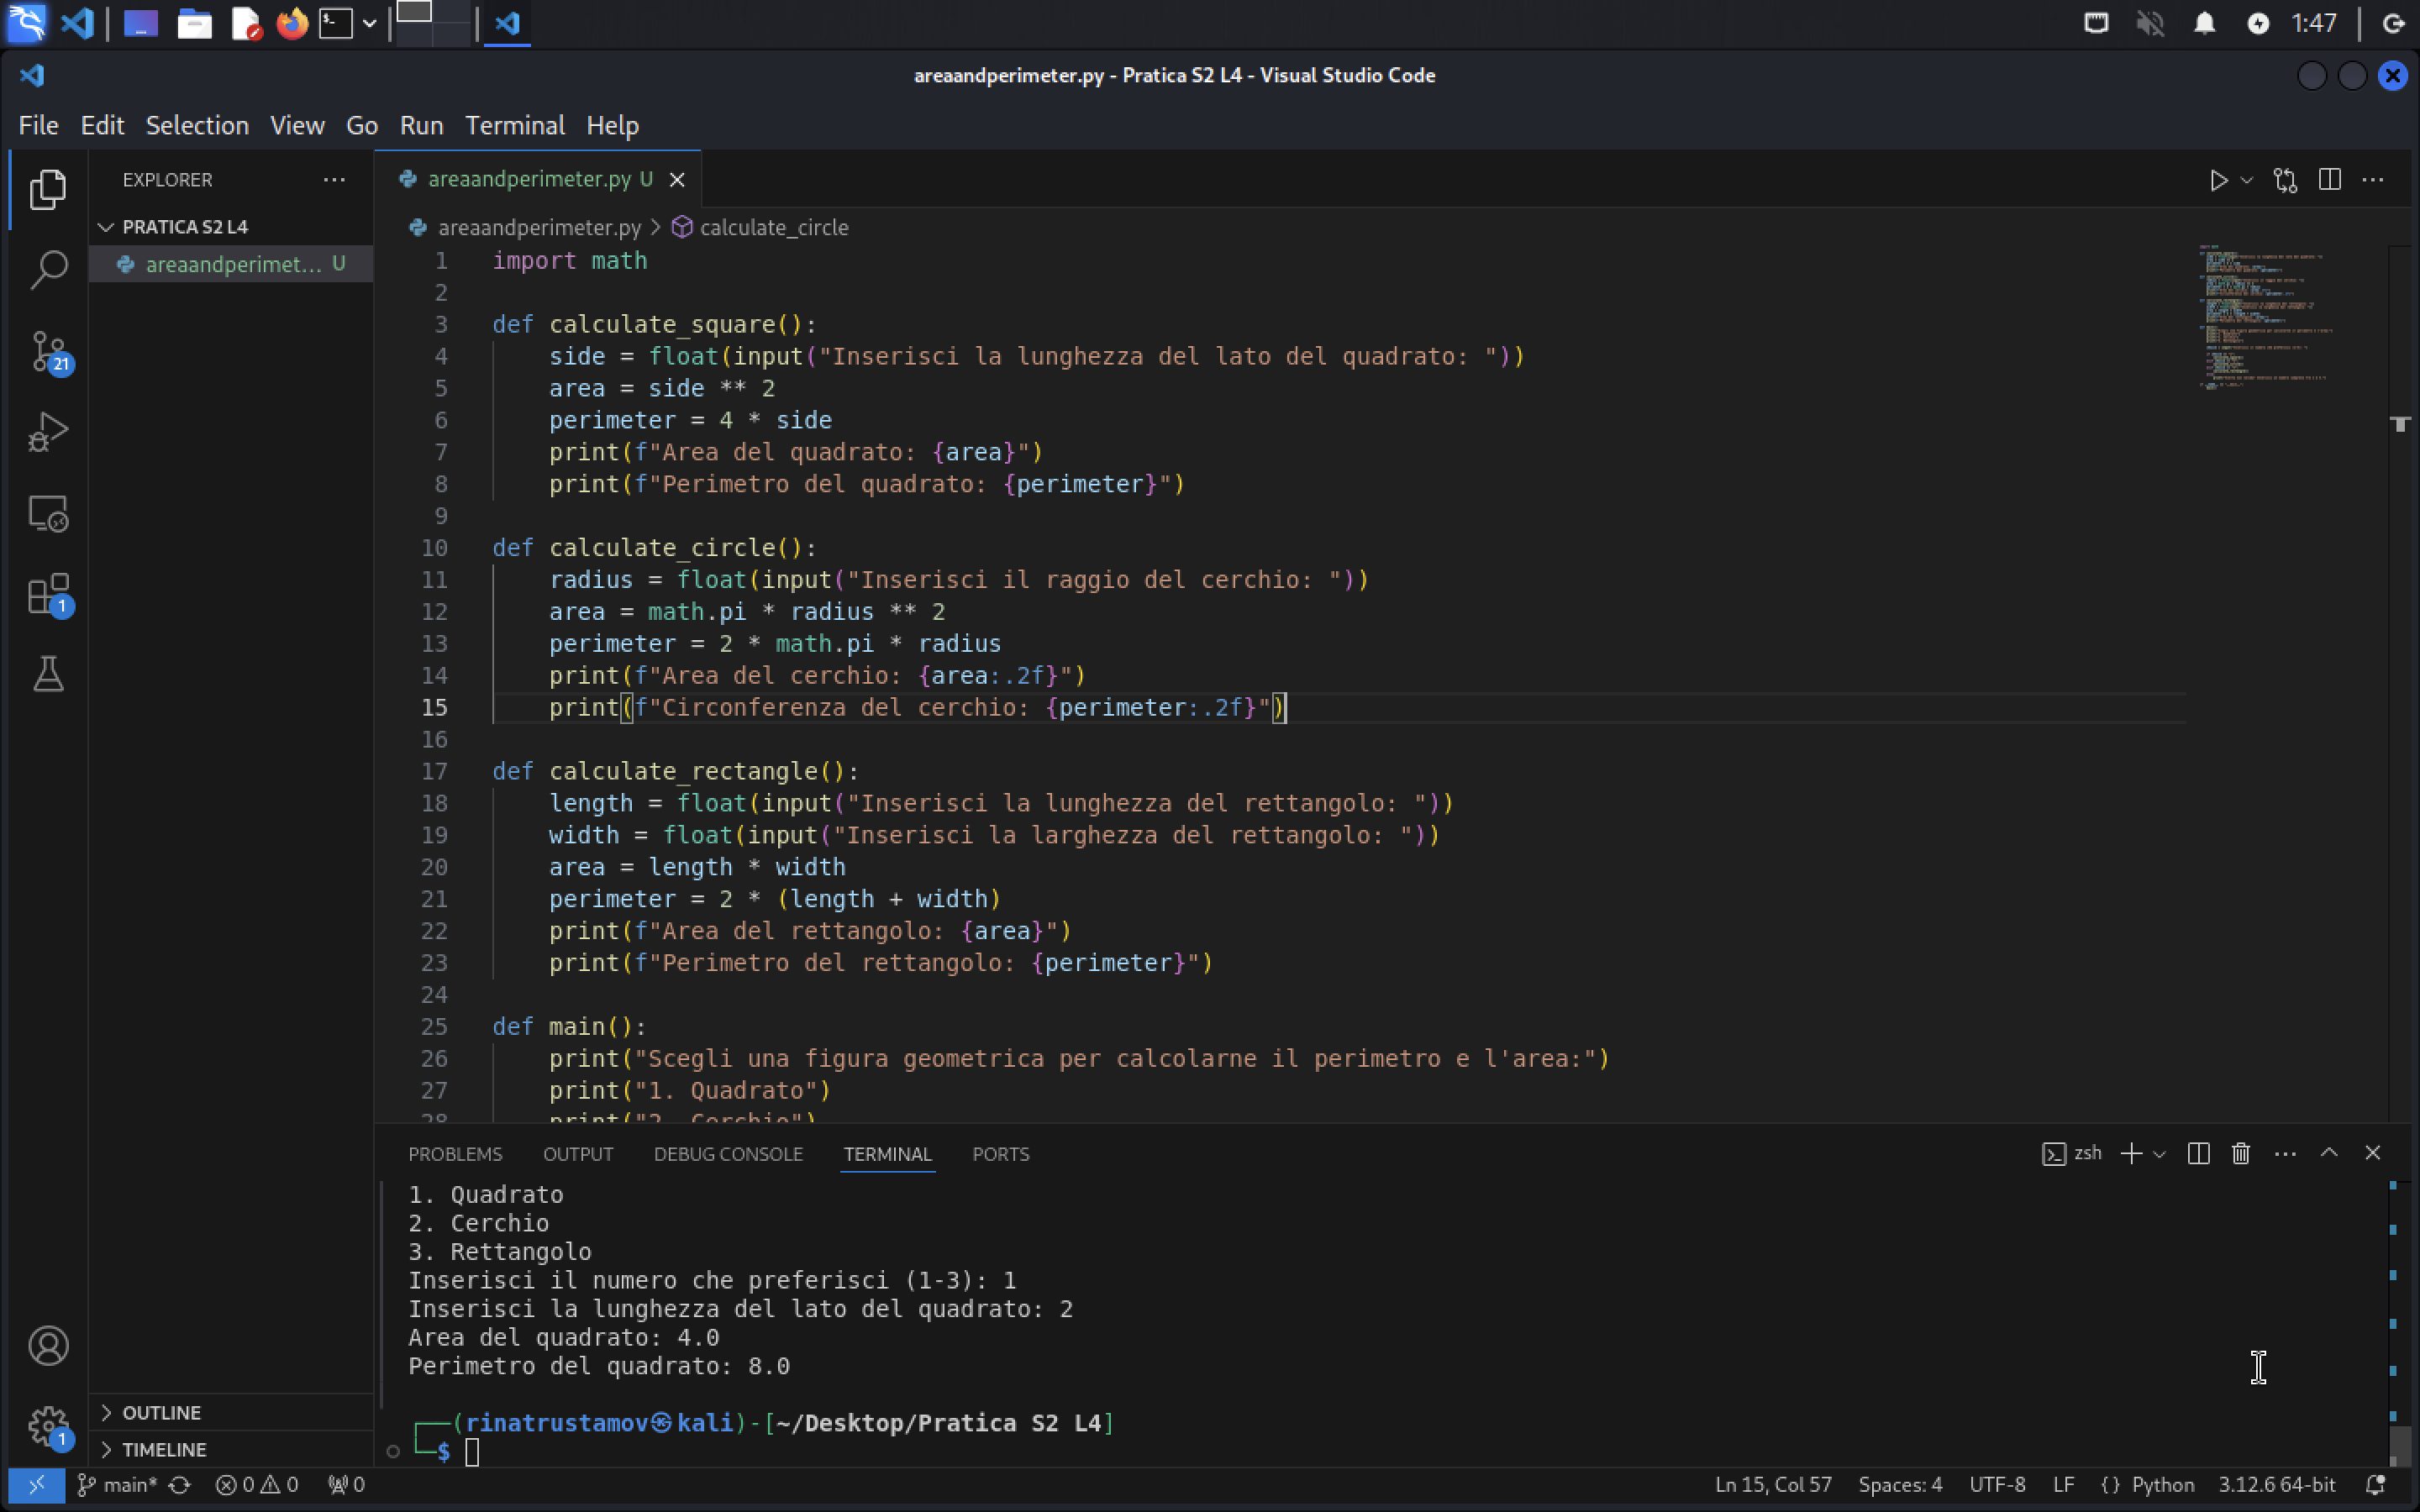 1:47
areaandperimeter.py - Pratica S2 L4 - Visual Studio Code
File Edit Selection View Go Run Terminal Help
EXPLORER
PRATICA S2 L4
areaandperimet... U
21
1
1
OUTLINE
TIMELINE
areaandperimeter.py U
areaandperimeter.py > calculate_circle
1 import math
2
3 def calculate_square():
4     side = float(input("Inserisci la lunghezza del lato del quadrato: "))
5     area = side ** 2
6     perimeter = 4 * side
7     print(f"Area del quadrato: {area}")
8     print(f"Perimetro del quadrato: {perimeter}")
9
10 def calculate_circle():
11     radius = float(input("Inserisci il raggio del cerchio: "))
12     area = math.pi * radius ** 2
13     perimeter = 2 * math.pi * radius
14     print(f"Area del cerchio: {area:.2f}")
15     print(f"Circonferenza del cerchio: {perimeter:.2f}")
16
17 def calculate_rectangle():
18     length = float(input("Inserisci la lunghezza del rettangolo: "))
19     width = float(input("Inserisci la larghezza del rettangolo: "))
20     area = length * width
21     perimeter = 2 * (length + width)
22     print(f"Area del rettangolo: {area}")
23     print(f"Perimetro del rettangolo: {perimeter}")
24
25 def main():
26     print("Scegli una figura geometrica per calcolarne il perimetro e l'area:")
27     print("1. Quadrato")
28     print("2. Cerchio")
PROBLEMS OUTPUT DEBUG CONSOLE TERMINAL PORTS
zsh
1. Quadrato
2. Cerchio
3. Rettangolo
Inserisci il numero che preferisci (1-3): 1
Inserisci la lunghezza del lato del quadrato: 2
Area del quadrato: 4.0
Perimetro del quadrato: 8.0
(rinatrustamov㉿kali)-[~/Desktop/Pratica S2 L4]
$
main* 0 0 0 Ln 15, Col 57 Spaces: 4 UTF-8 LF {} Python 3.12.6 64-bit